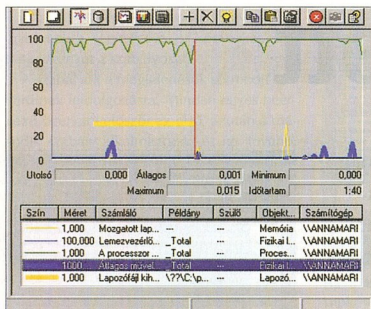 100
80
60
40
20
0
Utolsó 0,000 Átlagos 0,001 Minimum 0,000
Maximum 0,015 Időtartam 1:40
Szín Méret Számláló Példány Szülő Objekt... Számítógép
1,000 Mozgatott lap... --- --- Memória \\ANNAMARI
100,000 Lemezvezérlő... _Total --- Fizikai l... \\ANNAMARI
1,000 A processzor ... _Total --- Proces... \\ANNAMARI
1000 Átlagos művel... _Total --- Fizikai l... \\ANNAMARI
1,000 Lapozófájl kih... \??\C:\p... --- Lapozó... \\ANNAMARI